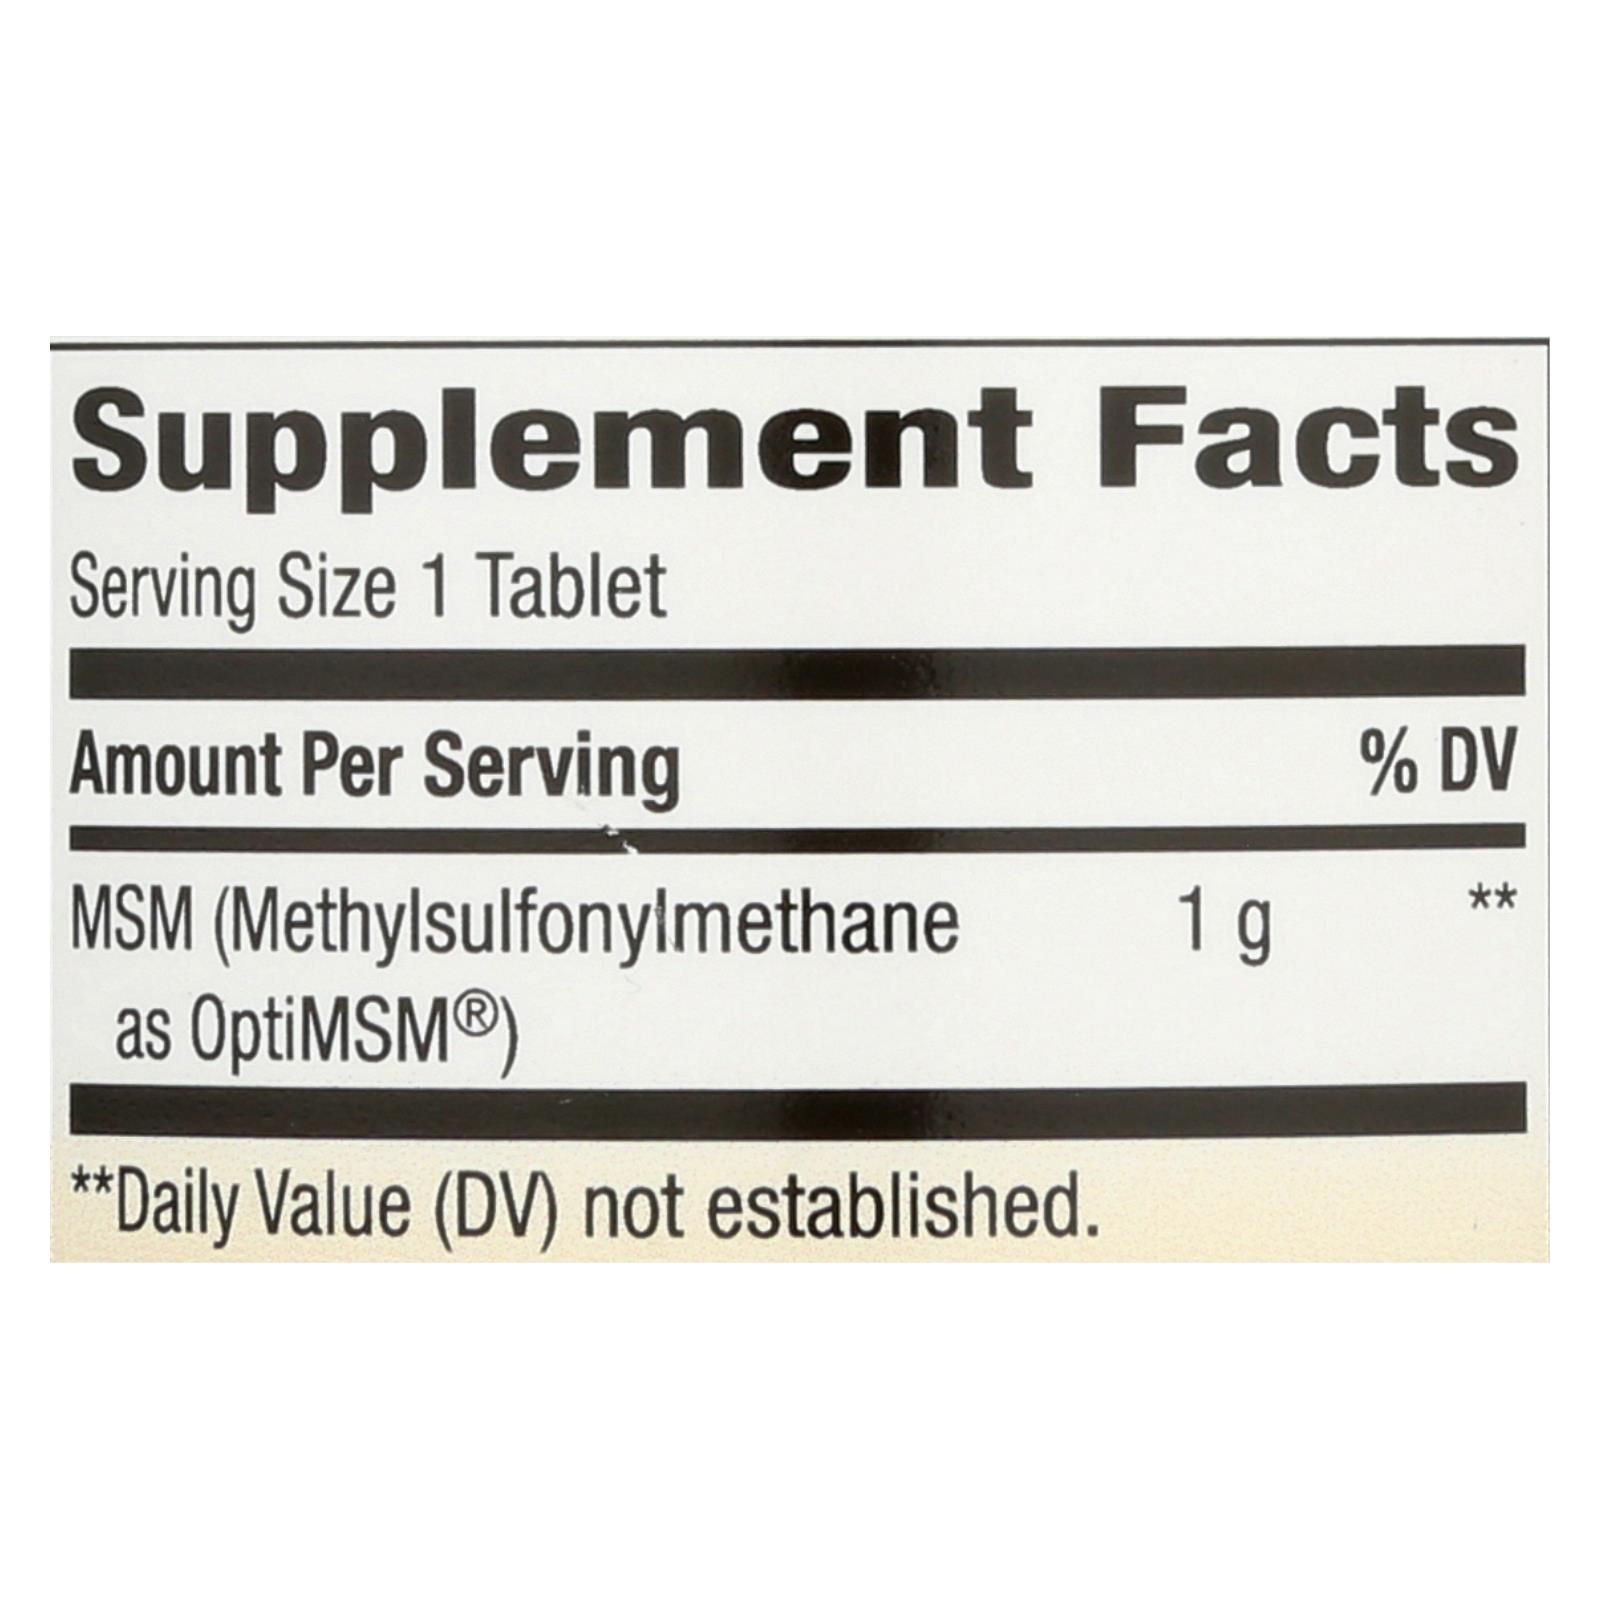 Supplement Facts
Serving Size 1 Tablet
Amount Per Serving % DV
MSM (Methylsulfonylmethane 1 g **
as OptiMSM®)
**Daily Value (DV) not established.